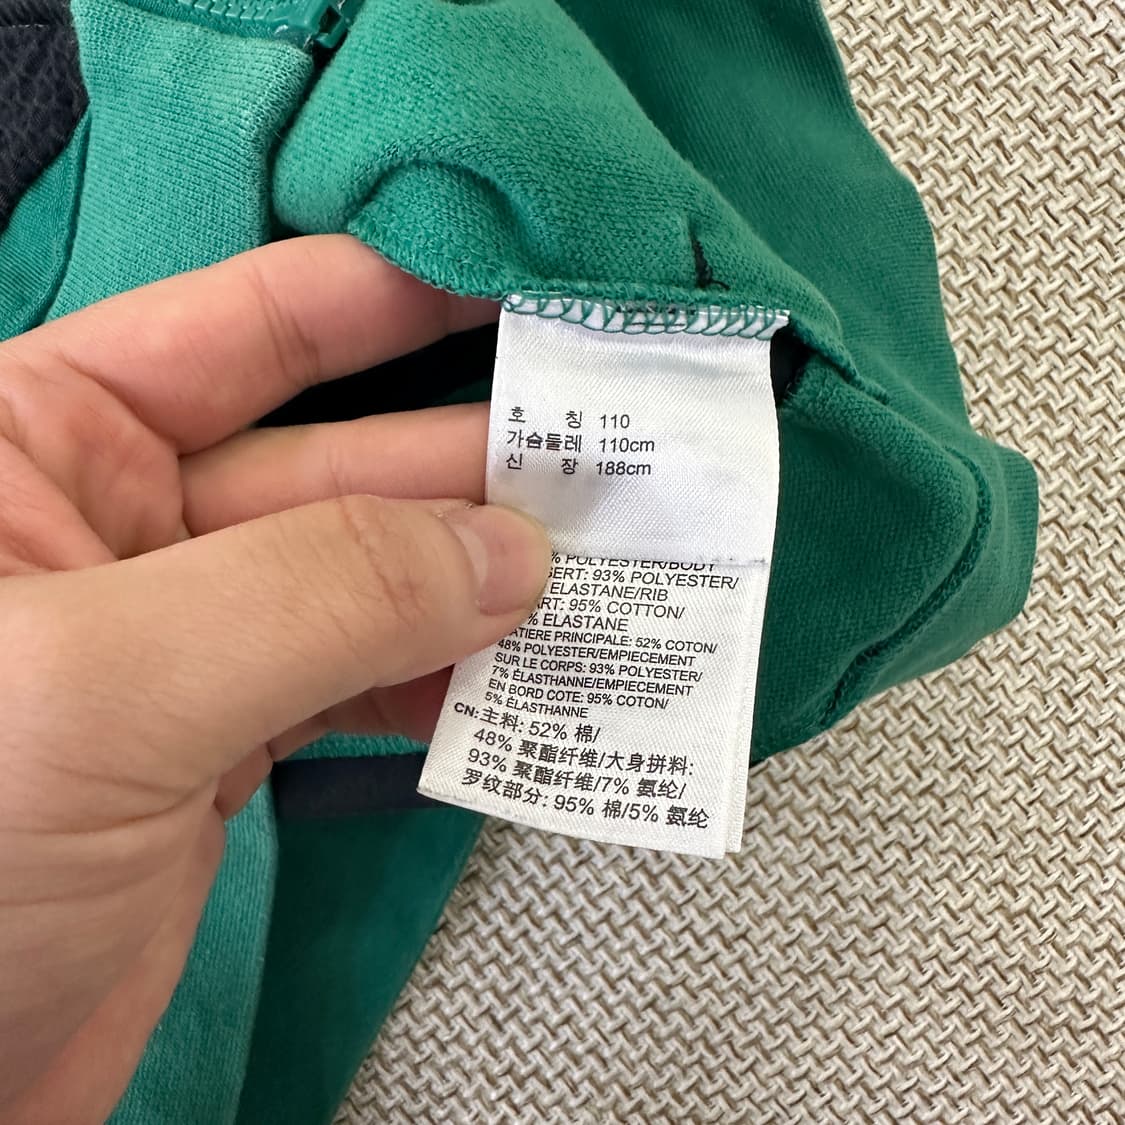 호 칭 110
가슴둘레 110cm
신 장 188cm
% POLYESTER/BODY
93% POLYESTER/
ELASTANE/RIB
95% COTTON/
% ELASTANE
PRINCIPALE: 52% COTON/
48% POLYESTER/EMPIECEMENT
SUR LE CORPS: 93% POLYESTER/
7% ÉLASTHANNE/EMPIECEMENT
EN BORD COTE: 95% COTON/
5% ÉLASTHANNE
CN:主料: 52% 棉/
48% 聚酯纤维/大身拼料:
93% 聚酯纤维/7% 氨纶/
罗纹部分: 95% 棉/5% 氨纶